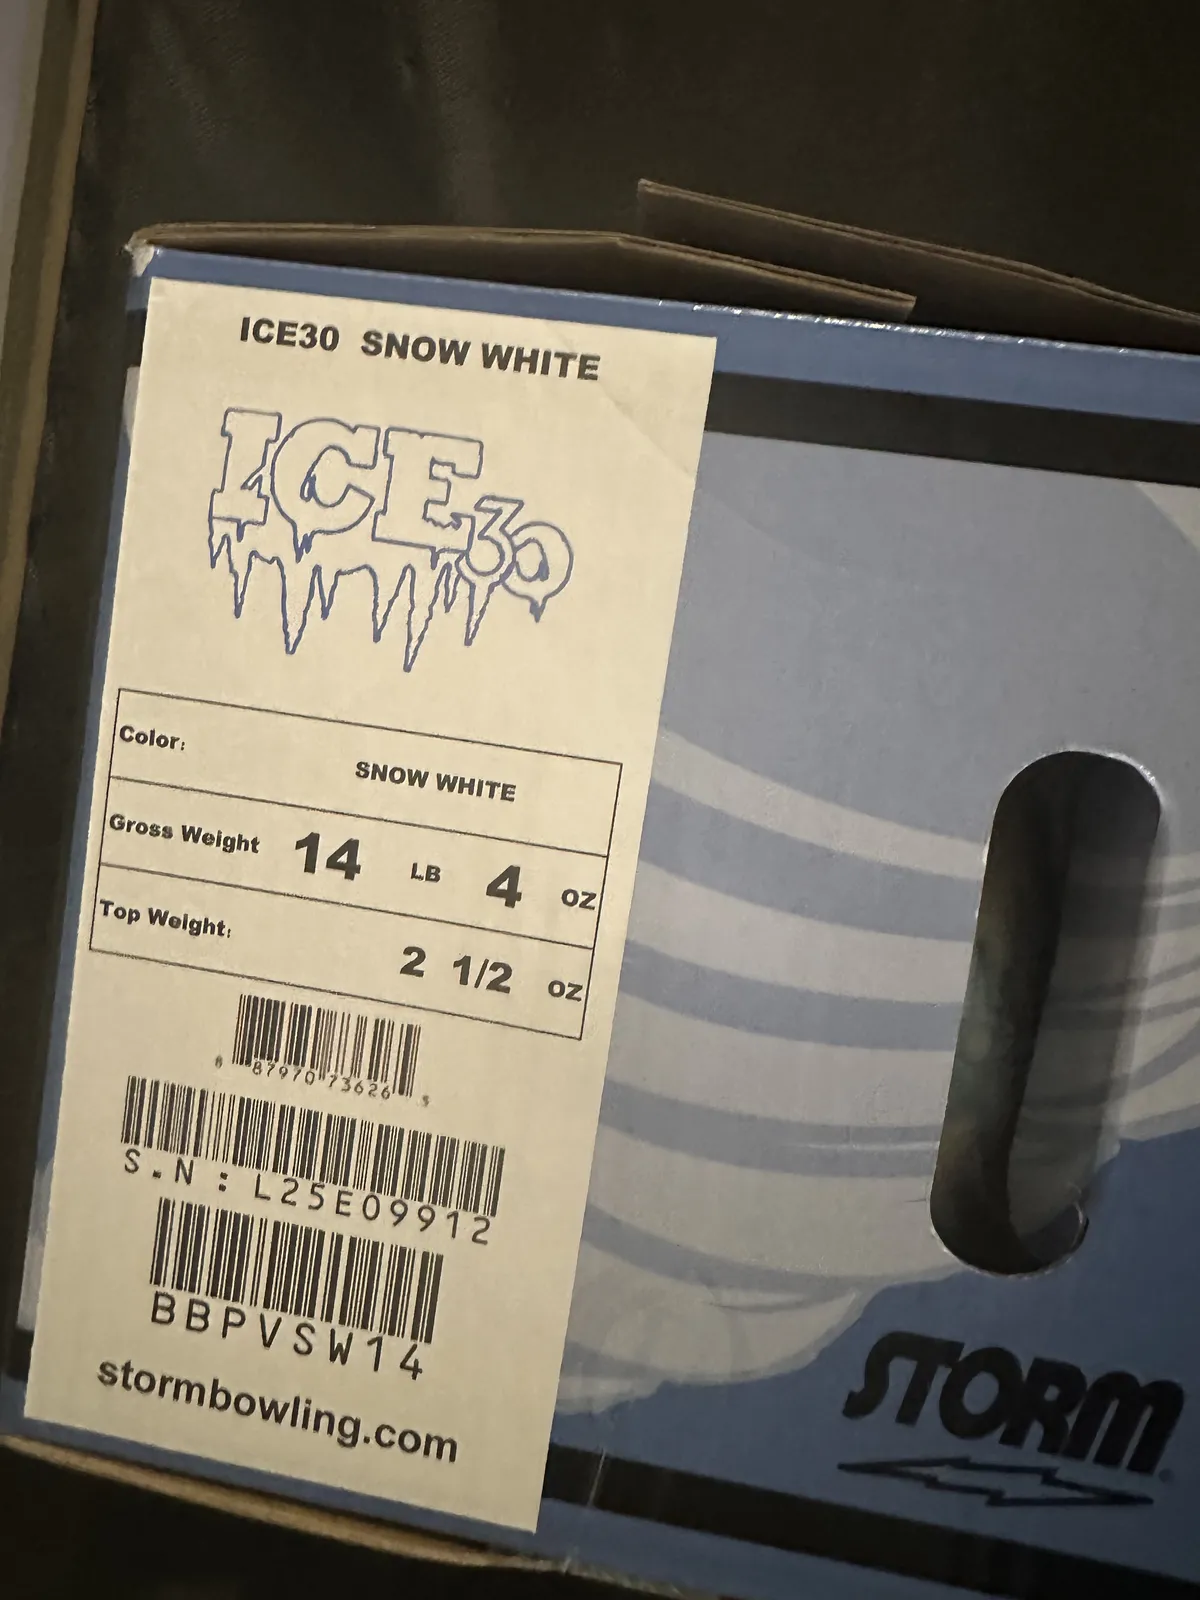 ICE30 SNOW WHITE
ICE30
Color:
SNOW WHITE
Gross Weight 14 LB 4 OZ
Top Weight:
2 1/2 OZ
8 87970 73626 5
S.N: L25E09912
BBPVSW14
stormbowling.com
STORM